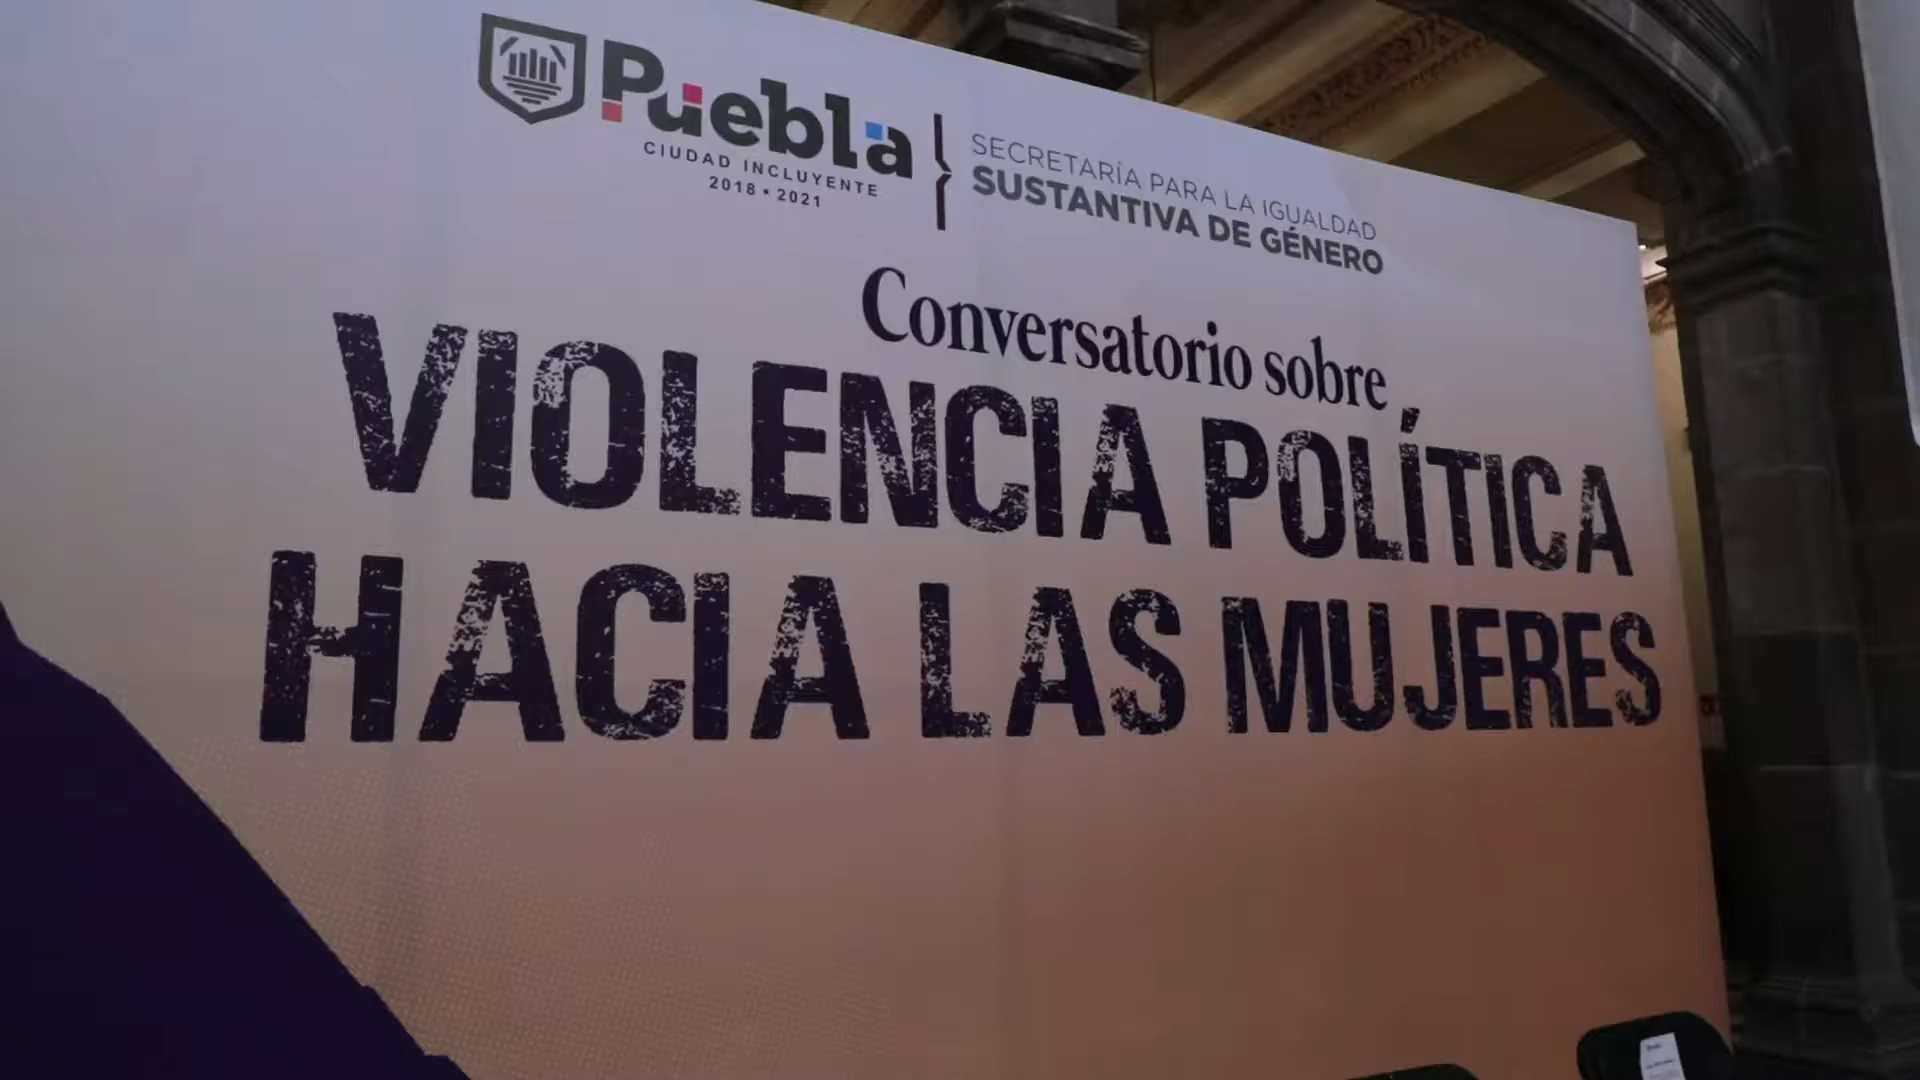 Puebla
CIUDAD INCLUYENTE
2018 • 2021
SECRETARÍA PARA LA IGUALDAD
SUSTANTIVA DE GÉNERO
Conversatorio sobre
VIOLENCIA POLÍTICA
HACIA LAS MUJERES